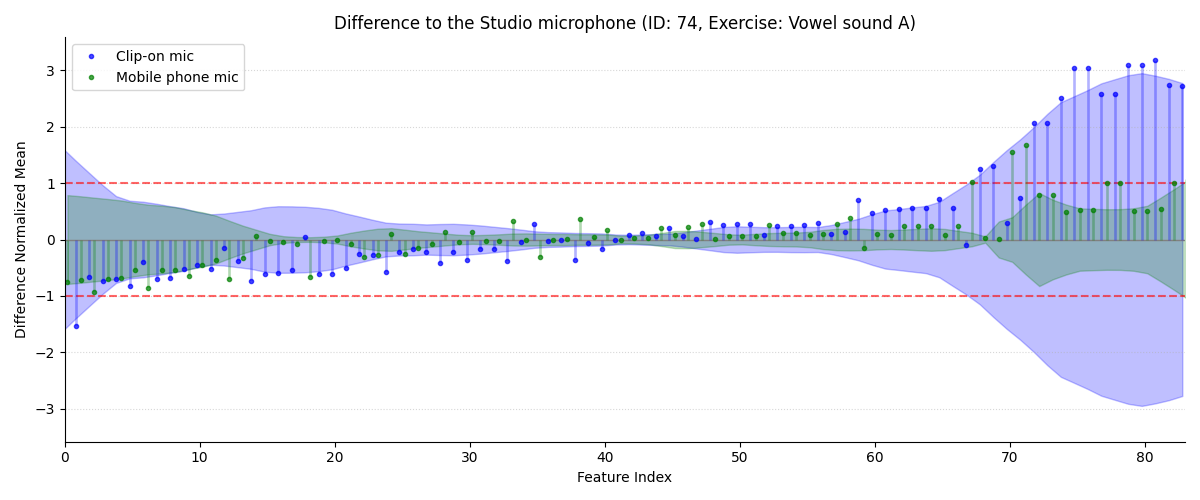 Difference to the Studio microphone (ID: 74, Exercise: Vowel sound A)
Clip-on mic
Mobile phone mic
Difference Normalized Mean
3
2
1
0
−1
−2
−3
0 10 20 30 40 50 60 70 80
Feature Index